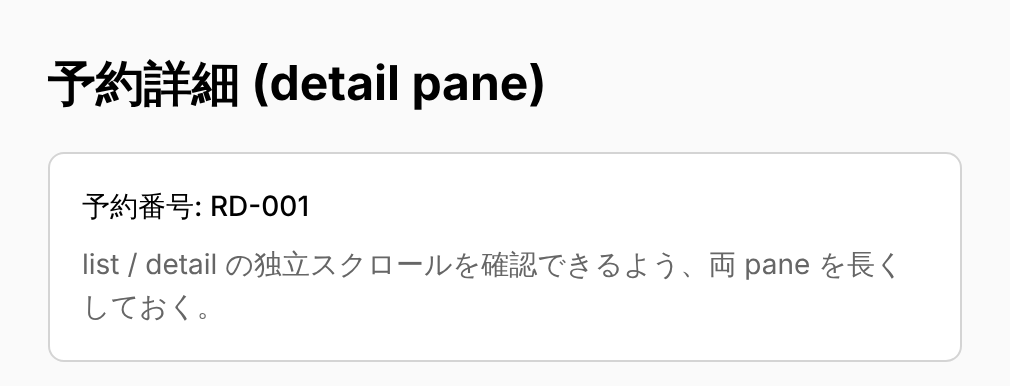 予約詳細 (detail pane)
予約番号: RD-001
list / detail の独立スクロールを確認できるよう、両 pane を長く
しておく。